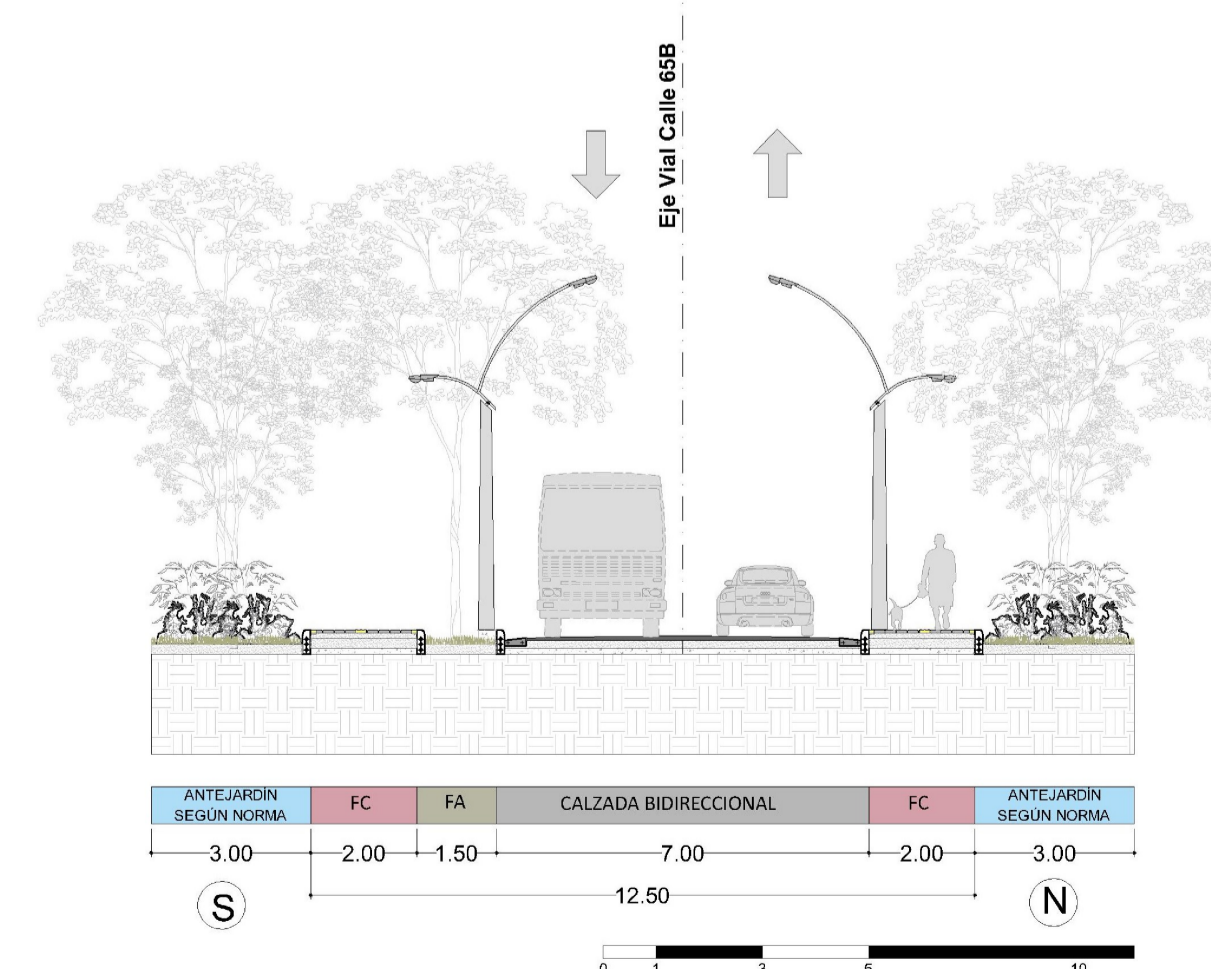 Eje Vial Calle 65B
ANTEJARDÍN
SEGÚN NORMA
FC
FA
CALZADA BIDIRECCIONAL
FC
ANTEJARDÍN
SEGÚN NORMA
3.00
2.00
1.50
7.00
2.00
3.00
12.50
S
N
0 1 3 5 10